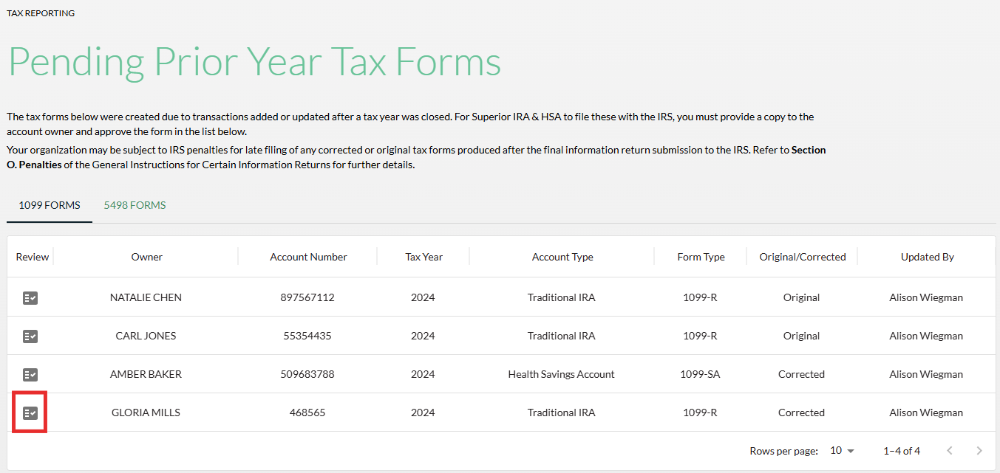 TAX REPORTING
Pending Prior Year Tax Forms
The tax forms below were created due to transactions added or updated after a tax year was closed. For Superior IRA & HSA to file these with the IRS, you must provide a copy to the
account owner and approve the form in the list below.
Your organization may be subject to IRS penalties for late filing of any corrected or original tax forms produced after the final information return submission to the IRS. Refer to Section
O. Penalties of the General Instructions for Certain Information Returns for further details.
1099 FORMS 5498 FORMS
Review Owner Account Number Tax Year Account Type Form Type Original/Corrected Updated By
NATALIE CHEN 897567112 2024 Traditional IRA 1099-R Original Alison Wiegman
CARL JONES 55354435 2024 Traditional IRA 1099-R Original Alison Wiegman
AMBER BAKER 509683788 2024 Health Savings Account 1099-SA Corrected Alison Wiegman
GLORIA MILLS 468565 2024 Traditional IRA 1099-R Corrected Alison Wiegman
Rows per page: 10 1–4 of 4